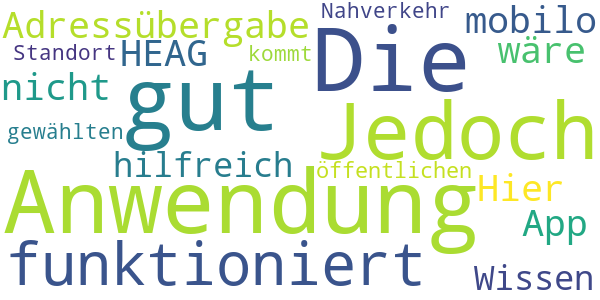 Adressübergabe
Nahverkehr
mobilo
Standort
HEAG
kommt
Die
wäre
nicht
gut
Jedoch
gewählten
hilfreich
öffentlichen
Anwendung
Hier
App
funktioniert
Wissen